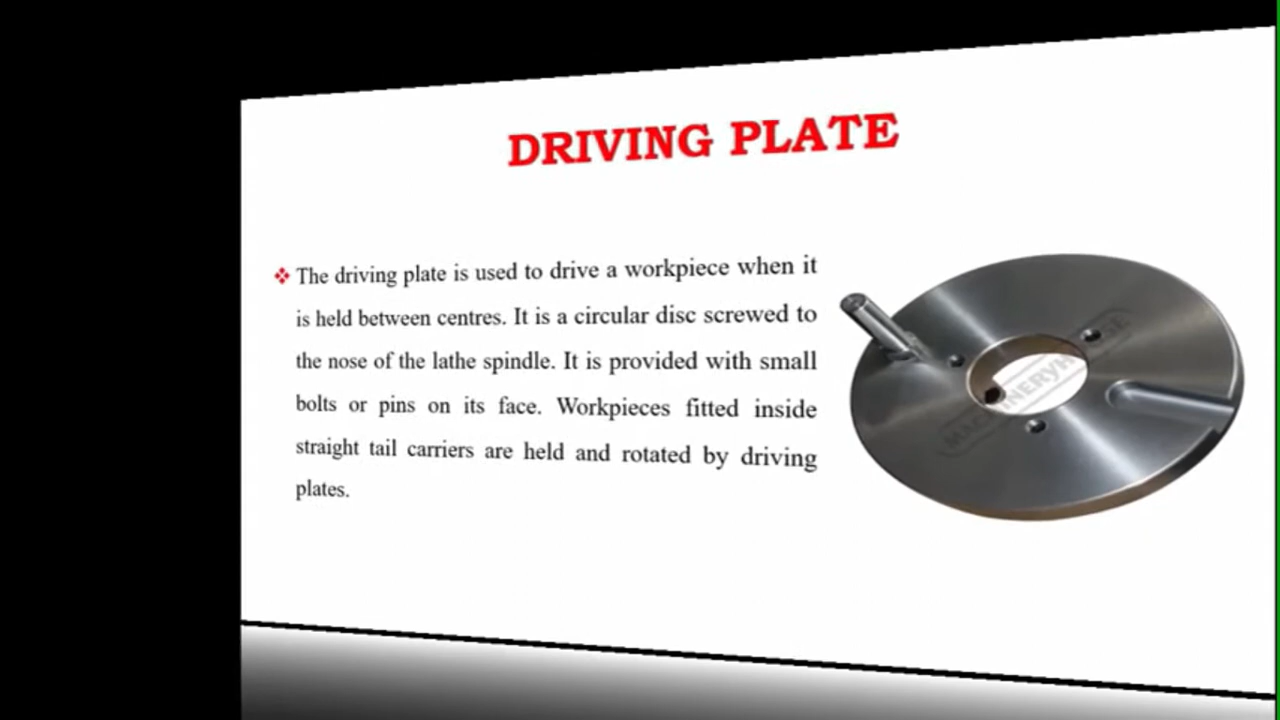 DRIVING PLATE
The driving plate is used to drive a workpiece when it
is held between centres. It is a circular disc screwed to
the nose of the lathe spindle. It is provided with small
bolts or pins on its face. Workpieces fitted inside
straight tail carriers are held and rotated by driving
plates.